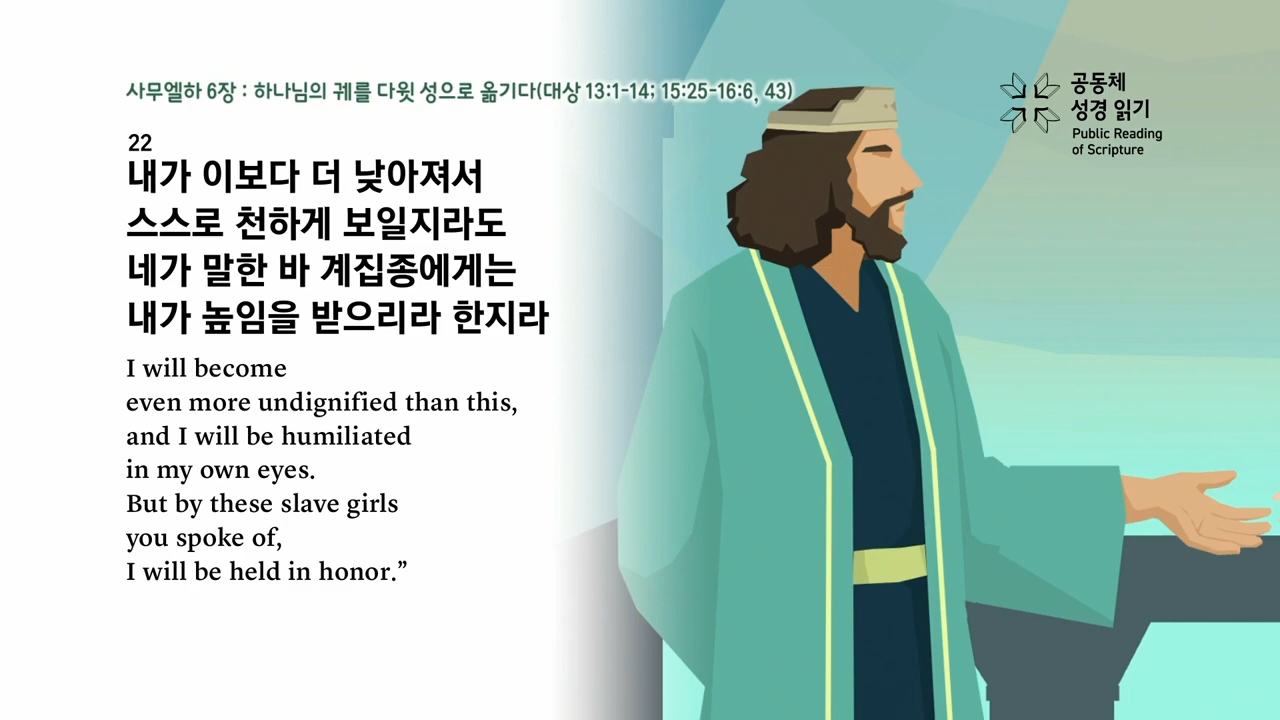 사무엘하 6장 : 하나님의 궤를 다윗 성으로 옮기다(대상 13:1-14; 15:25-16:6, 43)
공동체
성경 읽기
Public Reading
of Scripture
22
내가 이보다 더 낮아져서
스스로 천하게 보일지라도
네가 말한 바 계집종에게는
내가 높임을 받으리라 한지라
I will become
even more undignified than this,
and I will be humiliated
in my own eyes.
But by these slave girls
you spoke of,
I will be held in honor.”